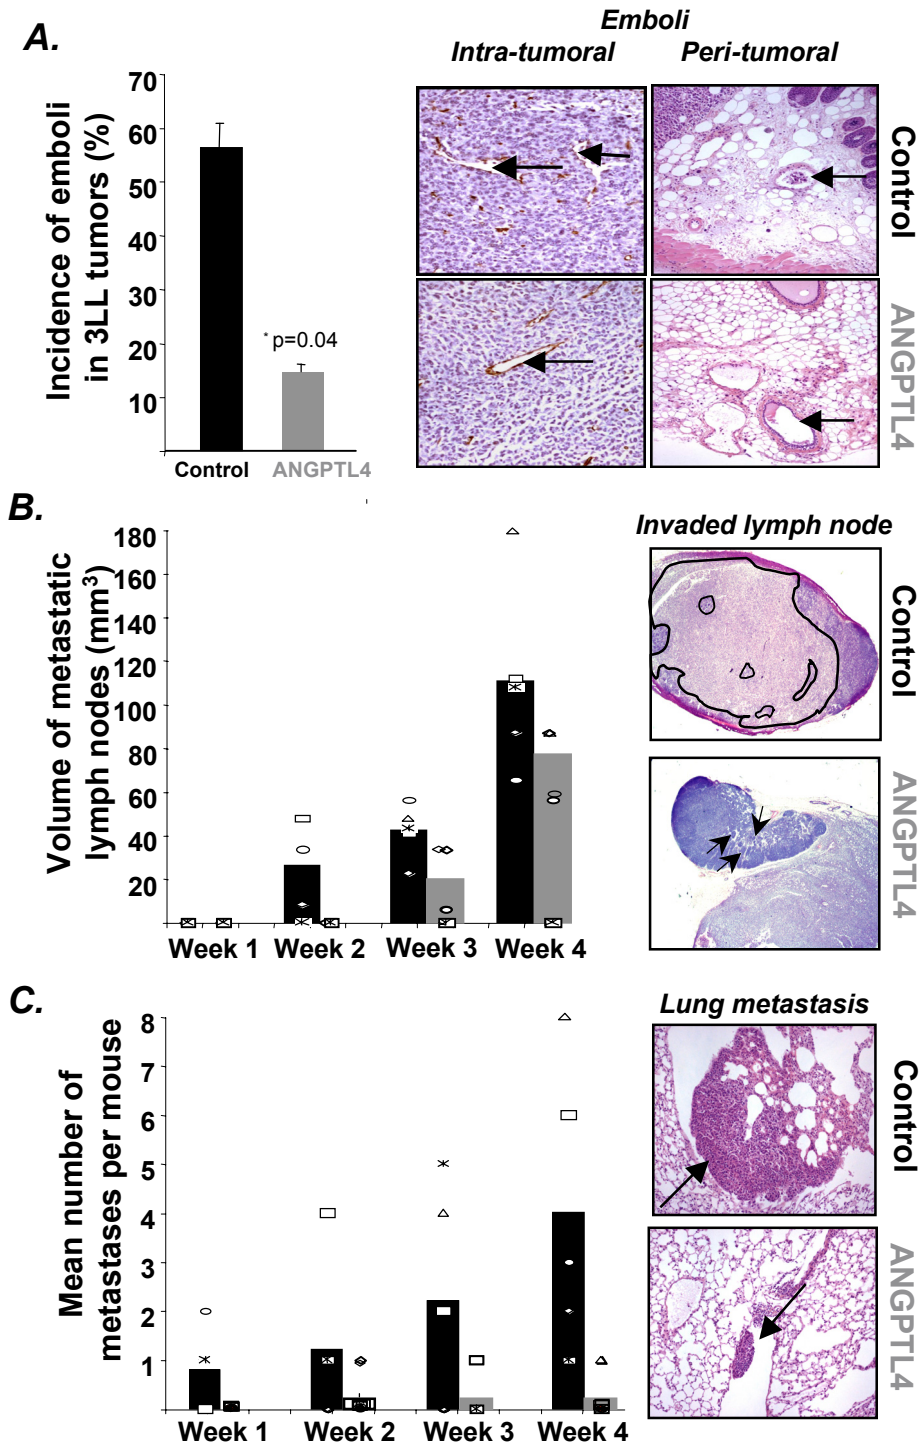 A.
Emboli
Intra-tumoral
Peri-tumoral
Incidence of emboli
in 3LL tumors (%)
70
60
50
40
30
20
10
* p=0.04
Control
ANGPTL4
Control
ANGPTL4
B.
Invaded lymph node
Volume of metastatic
lymph nodes (mm³)
180
160
140
120
100
80
60
40
20
Week 1
Week 2
Week 3
Week 4
Control
ANGPTL4
C.
Lung metastasis
Mean number of
metastases per mouse
8
7
6
5
4
3
2
1
Week 1
Week 2
Week 3
Week 4
Control
ANGPTL4